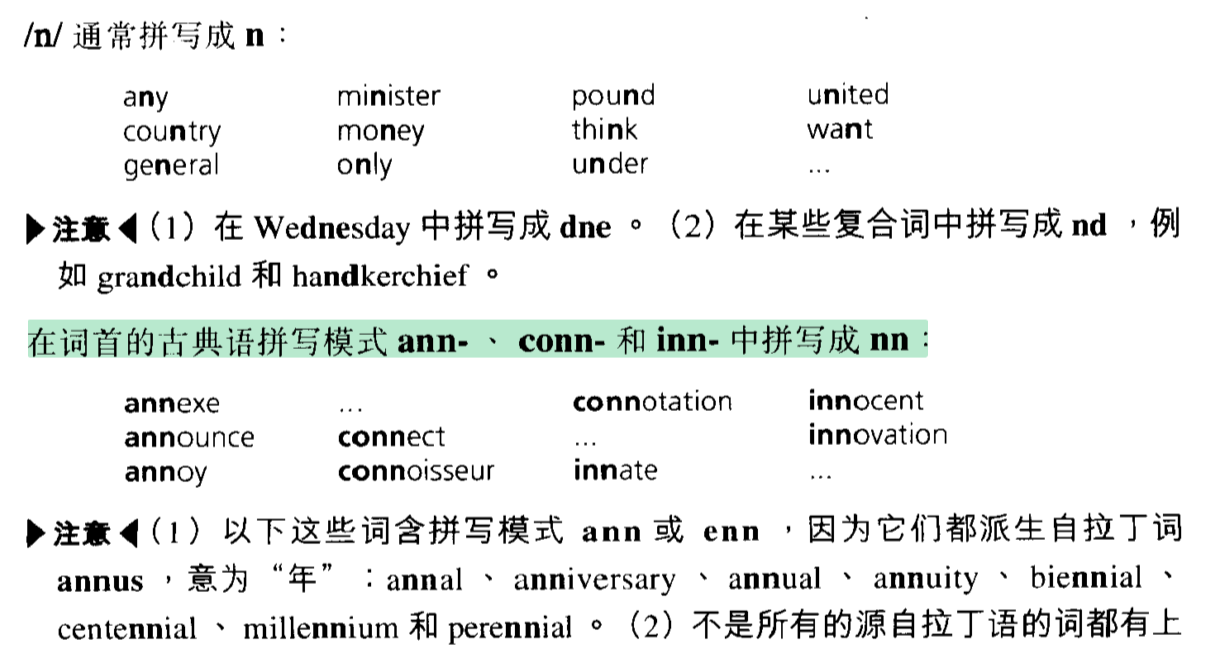 /n/ 通常拼写成 n：
any minister pound united
country money think want
general only under ...
▶注意◀（1）在 Wednesday 中拼写成 dne。（2）在某些复合词中拼写成 nd，例
如 grandchild 和 handkerchief。
在词首的古典语拼写模式 ann-、conn- 和 inn- 中拼写成 nn：
annexe ... connotation innocent
announce connect ... innovation
annoy connoisseur innate ...
▶注意◀（1）以下这些词含拼写模式 ann 或 enn，因为它们都派生自拉丁词
annus，意为“年”：annal、anniversary、annual、annuity、biennial、
centennial、millennium 和 perennial。（2）不是所有的源自拉丁语的词都有上